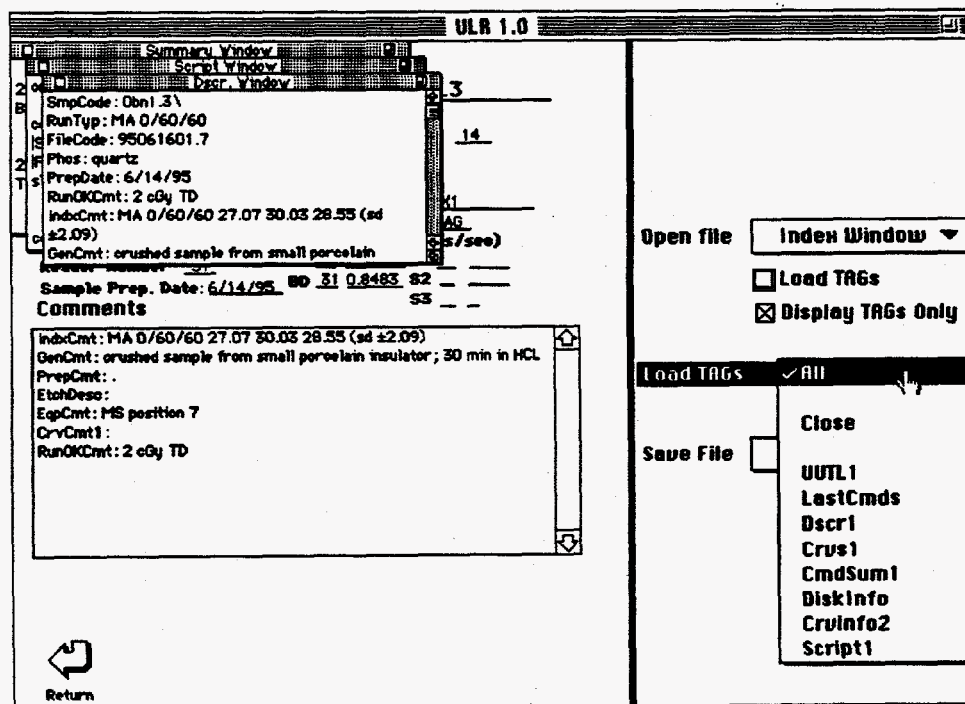 ULR 1.0
Summary Window
Script Window
Dscr. Window
SmpCode: Obn1.3\
RunTyp: MA 0/60/60
FileCode: 95061601.7
Phos: quartz
PrepDate: 6/14/95
RunOKCmt: 2 cGy TD
IndxCmt: MA 0/60/60 27.07 30.03 28.55 (sd
±2.09)
GenCmt: crushed sample from small porcelain
.3
14
AG
s/sec)
Sample Prep. Date: 6/14/95 BD 31 0.8483 S2
S3
Comments
IndxCmt: MA 0/60/60 27.07 30.03 28.55 (sd ±2.09)
GenCmt: crushed sample from small porcelain insulator; 30 min in HCL
PrepCmt: .
EtchDesc:
EqpCmt: MS position 7
CrvCmt1:
RunOKCmt: 2 cGy TD
Return
Open file Index Window
Load TAGs
Display TAGs Only
Load TAGs ✓All
Close
Save File
UUTL1
LastCmds
Dscr1
Crvs1
CmdSum1
DiskInfo
CrvInfo2
Script1